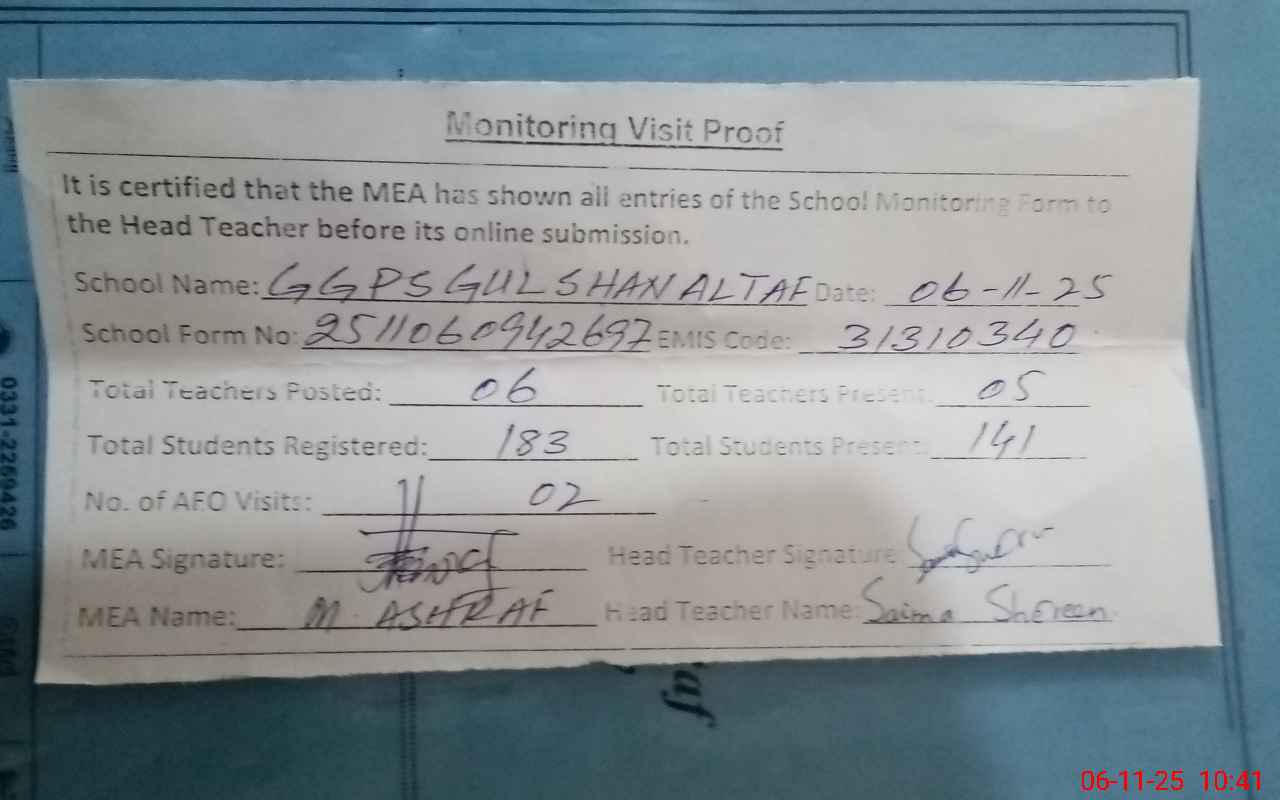 Monitoring Visit Proof
It is certified that the MEA has shown all entries of the School Monitoring Form to
the Head Teacher before its online submission.
School Name: GGPS GULSHAN ALTAF Date: 06-11-25
School Form No: 2511060942697 EMIS Code: 31310340
Total Teachers Posted: 06 Total Teachers Present: 05
Total Students Registered: 183 Total Students Present: 141
No. of AEO Visits: 02
MEA Signature: Head Teacher Signature
MEA Name: M. ASHRAF Head Teacher Name: Saima Shereen
0331-2269426
af
06-11-25 10:41